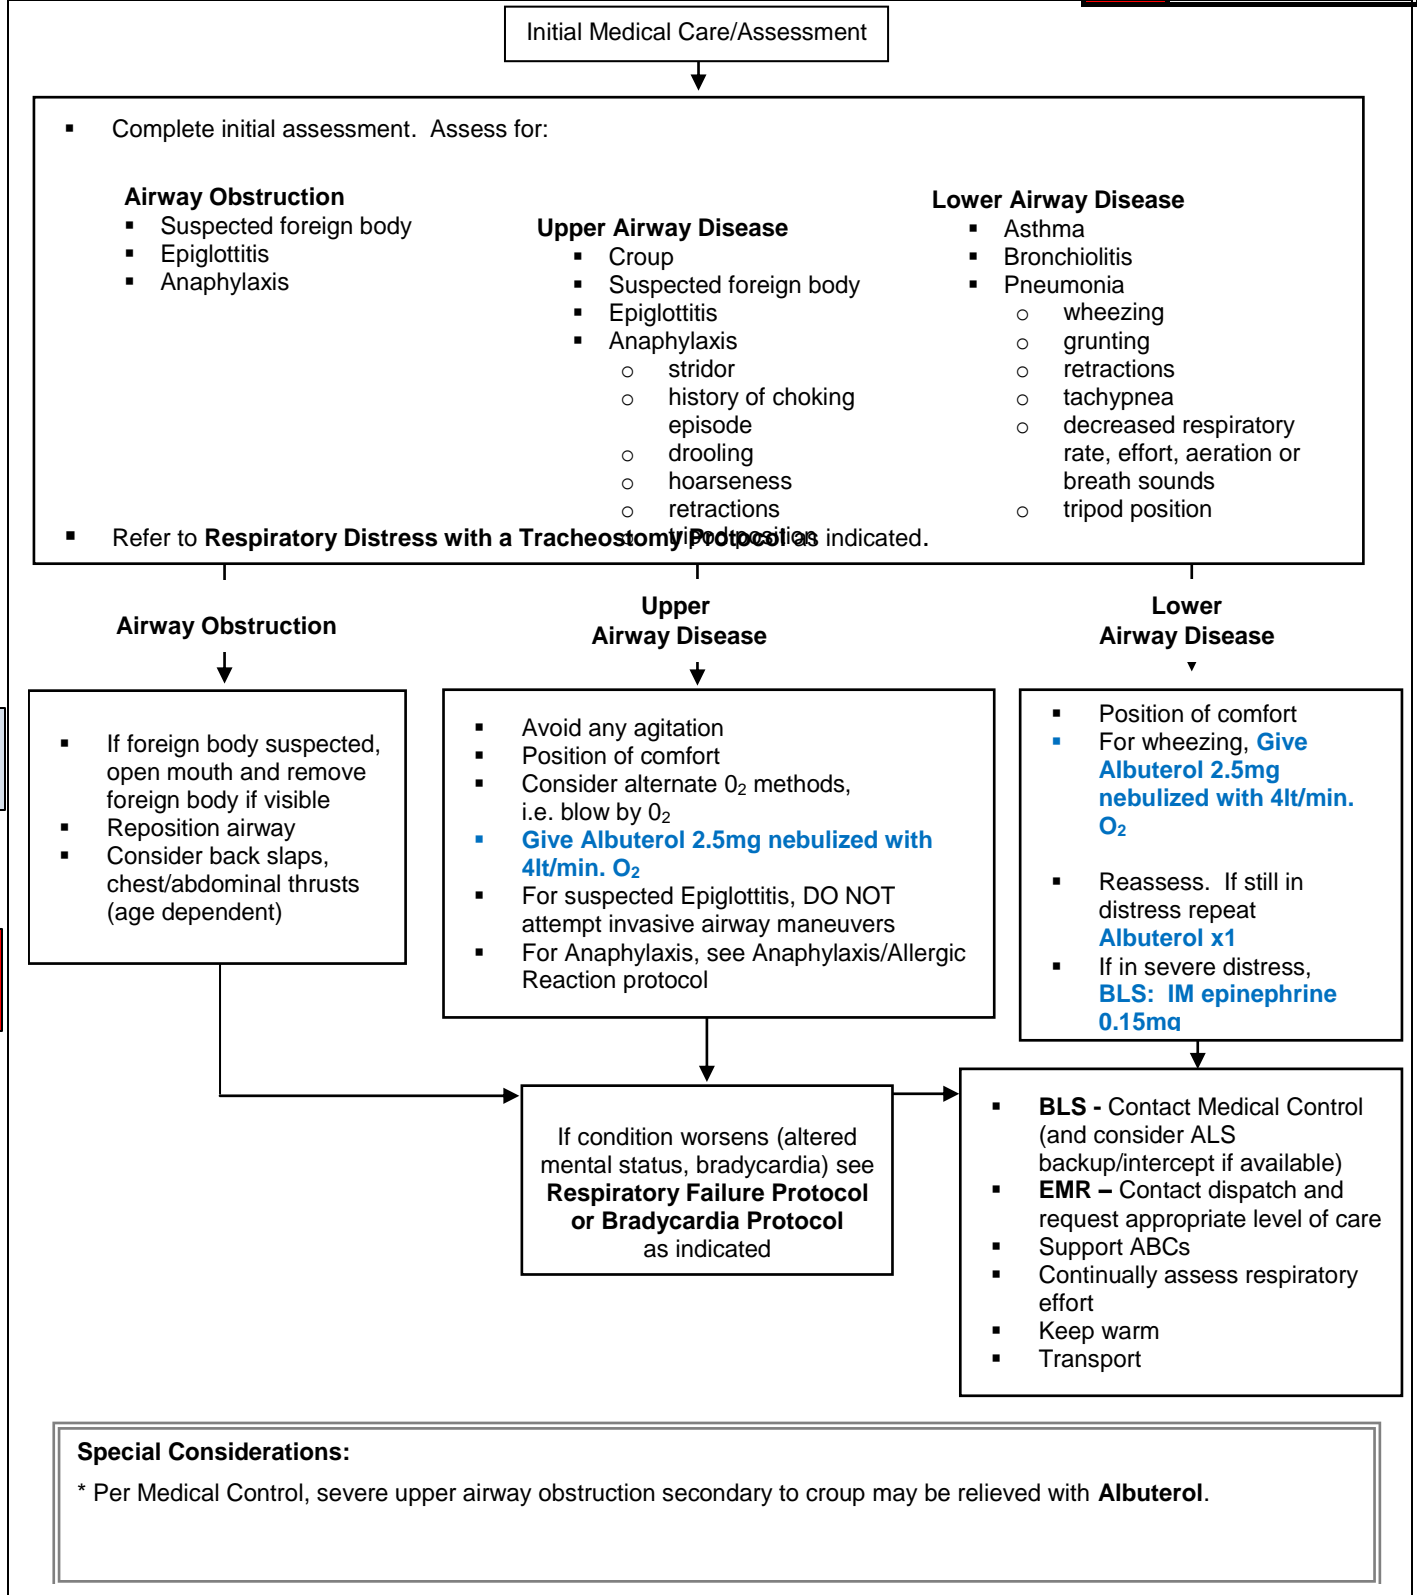 Initial Medical Care/Assessment
▪ Complete initial assessment.  Assess for:
Airway Obstruction
▪ Suspected foreign body
▪ Epiglottitis
▪ Anaphylaxis
Upper Airway Disease
▪ Croup
▪ Suspected foreign body
▪ Epiglottitis
▪ Anaphylaxis
o stridor
o history of choking
episode
o drooling
o hoarseness
o retractions
o tripod position
Lower Airway Disease
▪ Asthma
▪ Bronchiolitis
▪ Pneumonia
o wheezing
o grunting
o retractions
o tachypnea
o decreased respiratory
rate, effort, aeration or
breath sounds
o tripod position
▪ Refer to Respiratory Distress with a Tracheostomy Protocol as indicated.
Airway Obstruction
Upper
Airway Disease
Lower
Airway Disease
▪ If foreign body suspected,
open mouth and remove
foreign body if visible
▪ Reposition airway
▪ Consider back slaps,
chest/abdominal thrusts
(age dependent)
▪ Avoid any agitation
▪ Position of comfort
▪ Consider alternate 0₂ methods,
i.e. blow by 0₂
▪ Give Albuterol 2.5mg nebulized with
4lt/min. O₂
▪ For suspected Epiglottitis, DO NOT
attempt invasive airway maneuvers
▪ For Anaphylaxis, see Anaphylaxis/Allergic
Reaction protocol
▪ Position of comfort
▪ For wheezing, Give
Albuterol 2.5mg
nebulized with 4lt/min.
O₂
▪ Reassess.  If still in
distress repeat
Albuterol x1
▪ If in severe distress,
BLS:  IM epinephrine
0.15mg
If condition worsens (altered
mental status, bradycardia) see
Respiratory Failure Protocol
or Bradycardia Protocol
as indicated
▪ BLS - Contact Medical Control
(and consider ALS
backup/intercept if available)
▪ EMR – Contact dispatch and
request appropriate level of care
▪ Support ABCs
▪ Continually assess respiratory
effort
▪ Keep warm
▪ Transport
Special Considerations:
* Per Medical Control, severe upper airway obstruction secondary to croup may be relieved with Albuterol.